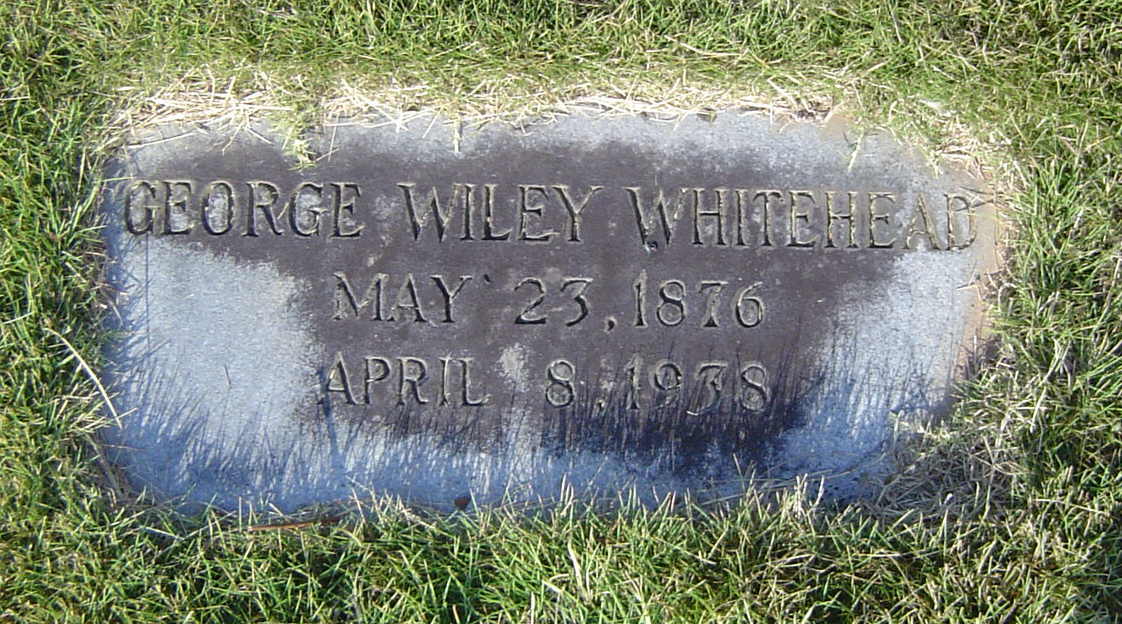 GEORGE WILEY WHITEHEAD
MAY 23, 1876
APRIL 8, 1938